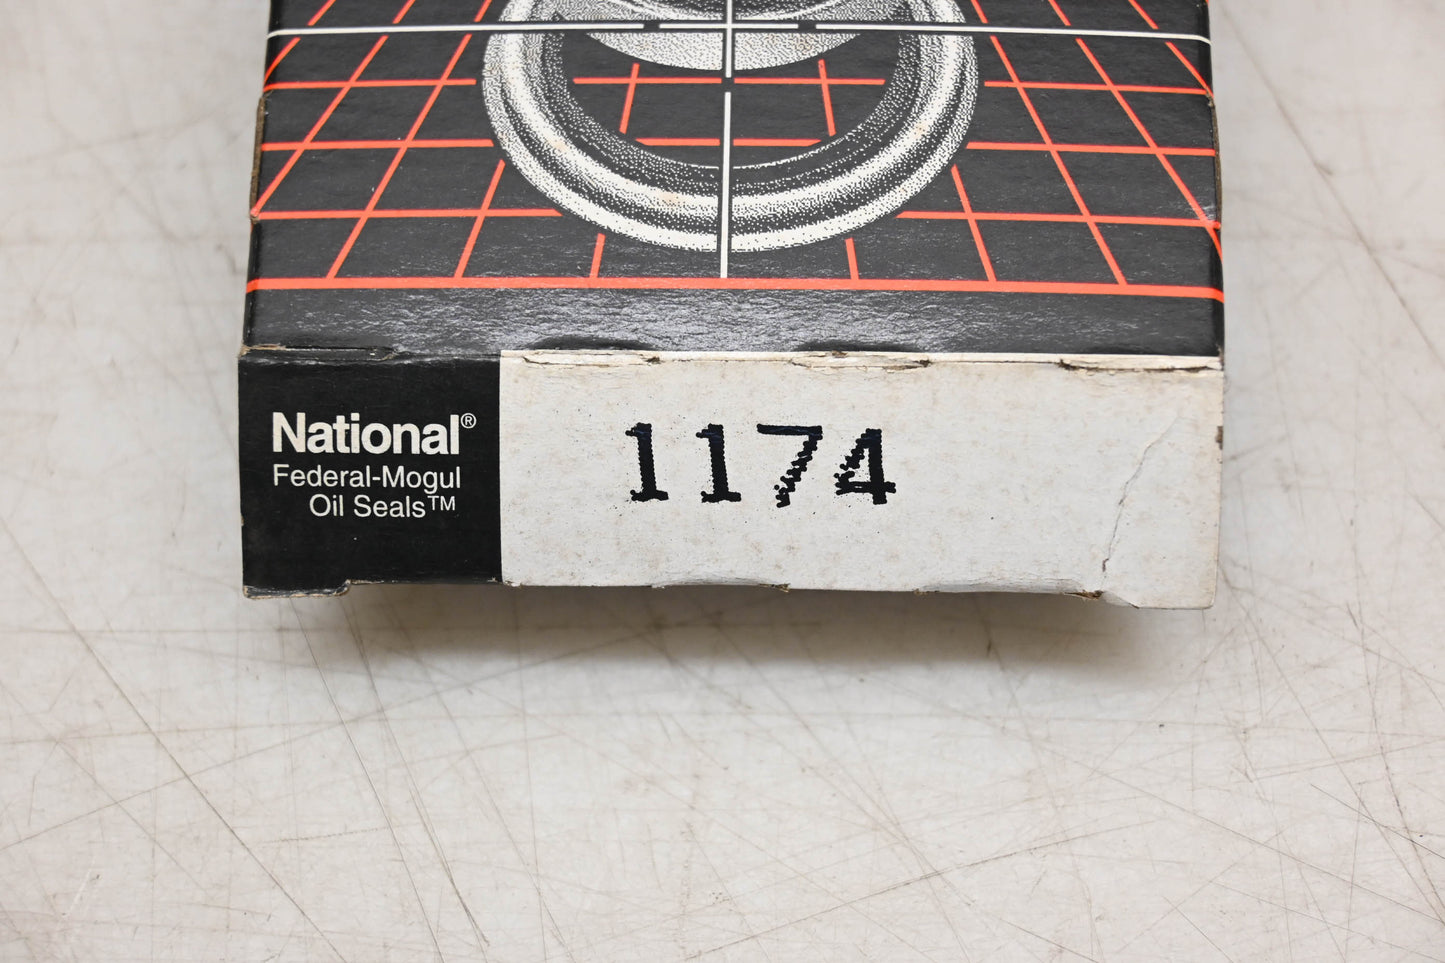 National®
Federal-Mogul
Oil Seals™
1174